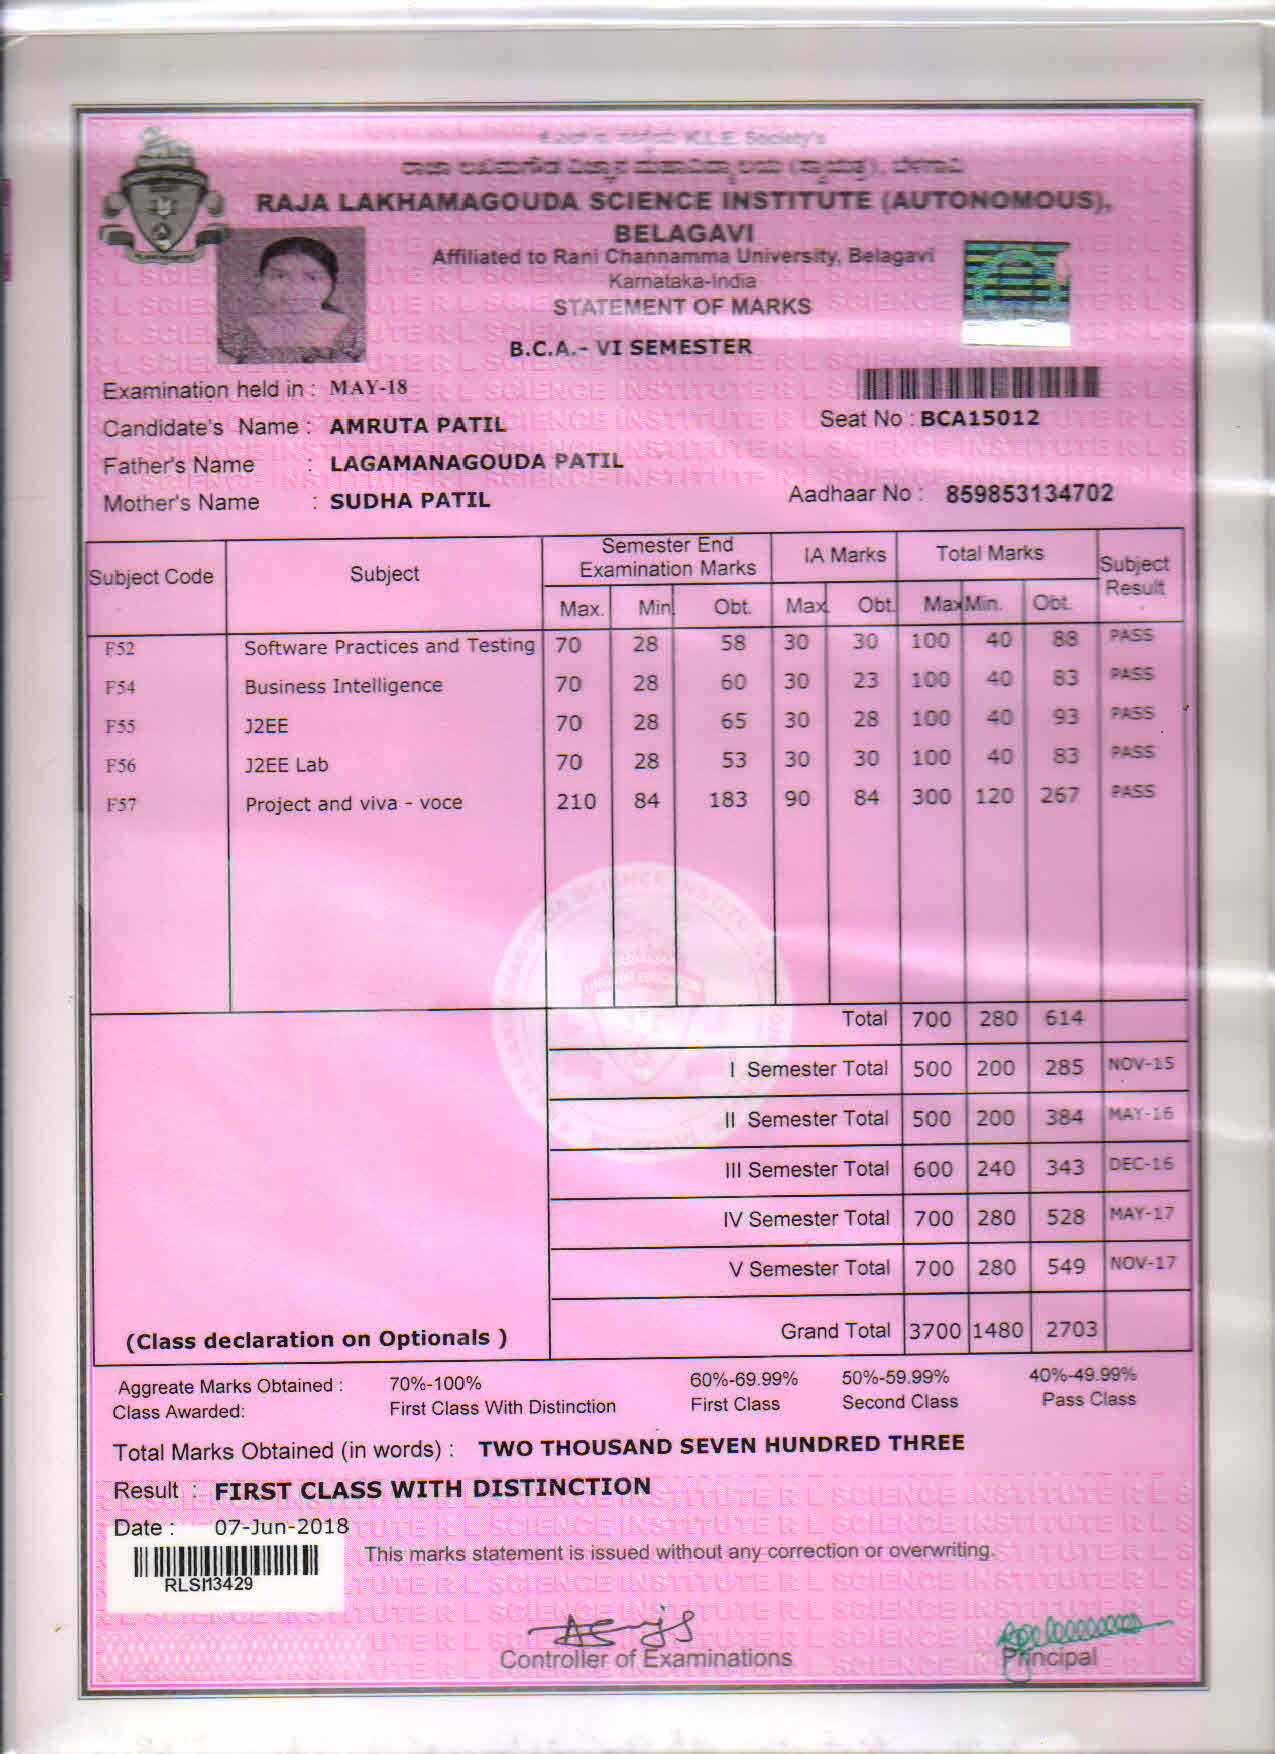 ಕೆ.ಎಲ್.ಇ. ಸಂಸ್ಥೆಯ K.L.E. Society's
ರಾಜಾ ಲಖಮಗೌಡ ವಿಜ್ಞಾನ ಮಹಾವಿದ್ಯಾಲಯ (ಸ್ವಾಯತ್ತ), ಬೆಳಗಾವಿ
RAJA LAKHAMAGOUDA SCIENCE INSTITUTE (AUTONOMOUS),
BELAGAVI
Affiliated to Rani Channamma University, Belagavi
Karnataka-India
STATEMENT OF MARKS
B.C.A.- VI SEMESTER
Examination held in : MAY-18
Candidate's Name : AMRUTA PATIL Seat No : BCA15012
Father's Name : LAGAMANAGOUDA PATIL
Mother's Name : SUDHA PATIL Aadhaar No : 859853134702
Subject Code Subject Semester End Examination Marks IA Marks Total Marks Subject Result
Max. Min. Obt. Max. Obt. Max Min. Obt.
F52 Software Practices and Testing 70 28 58 30 30 100 40 88 PASS
F54 Business Intelligence 70 28 60 30 23 100 40 83 PASS
F55 J2EE 70 28 65 30 28 100 40 93 PASS
F56 J2EE Lab 70 28 53 30 30 100 40 83 PASS
F57 Project and viva - voce 210 84 183 90 84 300 120 267 PASS
Total 700 280 614
I Semester Total 500 200 285 NOV-15
II Semester Total 500 200 384 MAY-16
III Semester Total 600 240 343 DEC-16
IV Semester Total 700 280 528 MAY-17
V Semester Total 700 280 549 NOV-17
(Class declaration on Optionals ) Grand Total 3700 1480 2703
Aggreate Marks Obtained : 70%-100% 60%-69.99% 50%-59.99% 40%-49.99%
Class Awarded: First Class With Distinction First Class Second Class Pass Class
Total Marks Obtained (in words) : TWO THOUSAND SEVEN HUNDRED THREE
Result : FIRST CLASS WITH DISTINCTION
Date : 07-Jun-2018
This marks statement is issued without any correction or overwriting.
RLSI13429
Controller of Examinations Principal